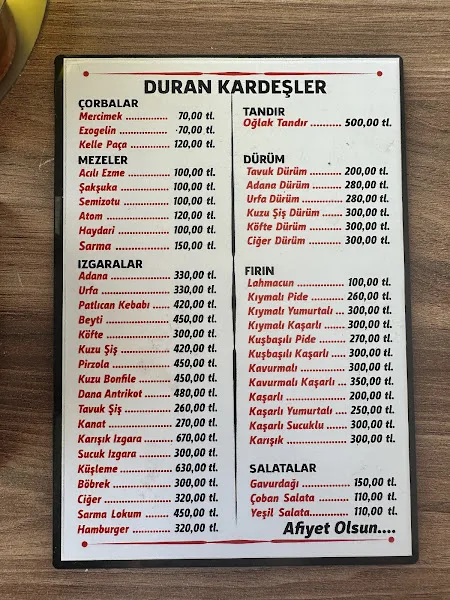 DURAN KARDEŞLER
ÇORBALAR
Mercimek .............. 70,00 tl.
Ezogelin .............. 70,00 tl.
Kelle Paça ............ 120,00 tl.
MEZELER
Acılı Ezme ............ 100,00 tl.
Şakşuka ............... 100,00 tl.
Semizotu .............. 100,00 tl.
Atom .................. 120,00 tl.
Haydari ............... 100,00 tl.
Sarma ................. 150,00 tl.
IZGARALAR
Adana ................. 330,00 tl.
Urfa .................. 330,00 tl.
Patlıcan Kebabı ...... 420,00 tl.
Beyti ................. 450,00 tl.
Köfte ................. 300,00 tl.
Kuzu Şiş .............. 420,00 tl.
Pirzola ............... 450,00 tl.
Kuzu Bonfile .......... 450,00 tl.
Dana Antrikot ........ 480,00 tl.
Tavuk Şiş ............. 260,00 tl.
Kanat ................. 270,00 tl.
Karışık Izgara ........ 670,00 tl.
Sucuk Izgara .......... 300,00 tl.
Küşleme ............... 630,00 tl.
Böbrek ................ 300,00 tl.
Ciğer ................. 320,00 tl.
Sarma Lokum .......... 450,00 tl.
Hamburger ............. 320,00 tl.
TANDIR
Oğlak Tandır .......... 500,00 tl.
DÜRÜM
Tavuk Dürüm .......... 200,00 tl.
Adana Dürüm .......... 280,00 tl.
Urfa Dürüm ........... 280,00 tl.
Kuzu Şiş Dürüm ....... 300,00 tl.
Köfte Dürüm .......... 300,00 tl.
Ciğer Dürüm .......... 300,00 tl.
FIRIN
Lahmacun .............. 100,00 tl.
Kıymalı Pide .......... 260,00 tl.
Kıymalı Yumurtalı ... 300,00 tl.
Kıymalı Kaşarlı ...... 300,00 tl.
Kuşbaşılı Pide ........ 270,00 tl.
Kuşbaşılı Kaşarlı .... 300,00 tl.
Kavurmalı ............. 300,00 tl.
Kavurmalı Kaşarlı ... 350,00 tl.
Kaşarlı ............... 200,00 tl.
Kaşarlı Yumurtalı .... 250,00 tl.
Kaşarlı Sucuklu ...... 300,00 tl.
Karışık ............... 300,00 tl.
SALATALAR
Gavurdağı ............. 150,00 tl.
Çoban Salata ......... 110,00 tl.
Yeşil Salata.......... 110,00 tl.
Afiyet Olsun....